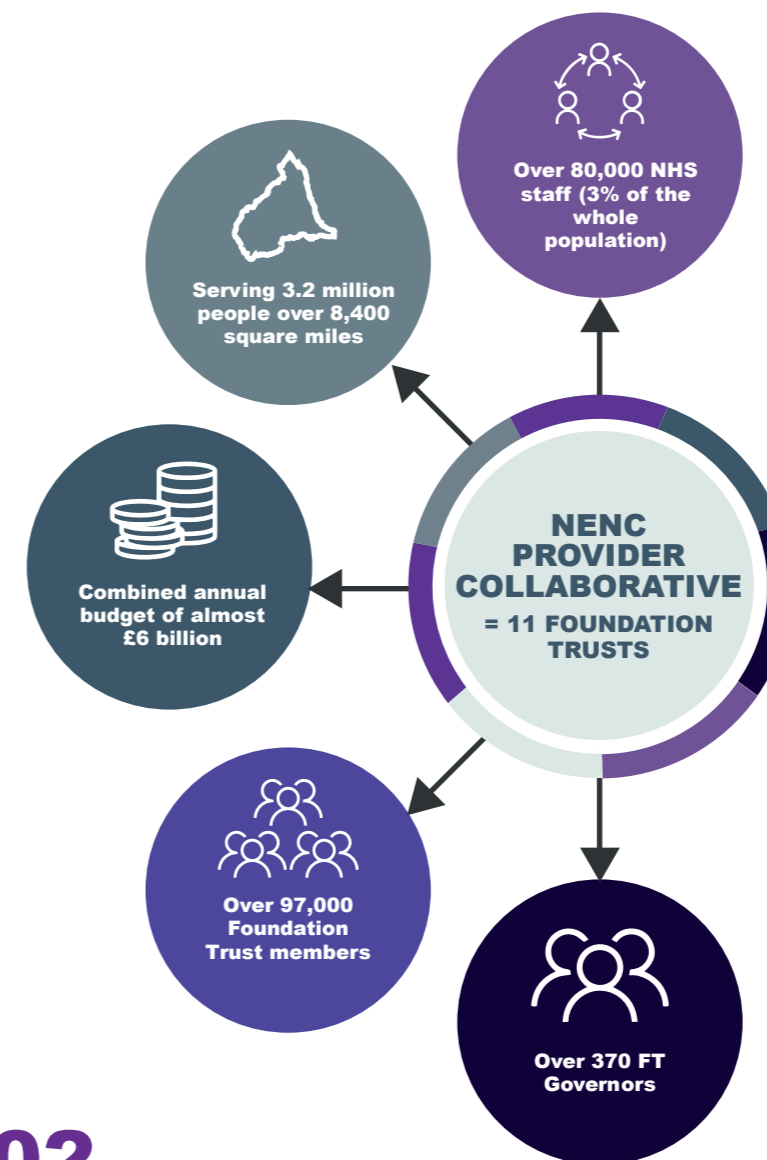 Over 80,000 NHS
staff (3% of the
whole
population)
Serving 3.2 million
people over 8,400
square miles
NENC
PROVIDER
COLLABORATIVE
= 11 FOUNDATION
TRUSTS
Combined annual
budget of almost
£6 billion
Over 97,000
Foundation
Trust members
Over 370 FT
Governors
02